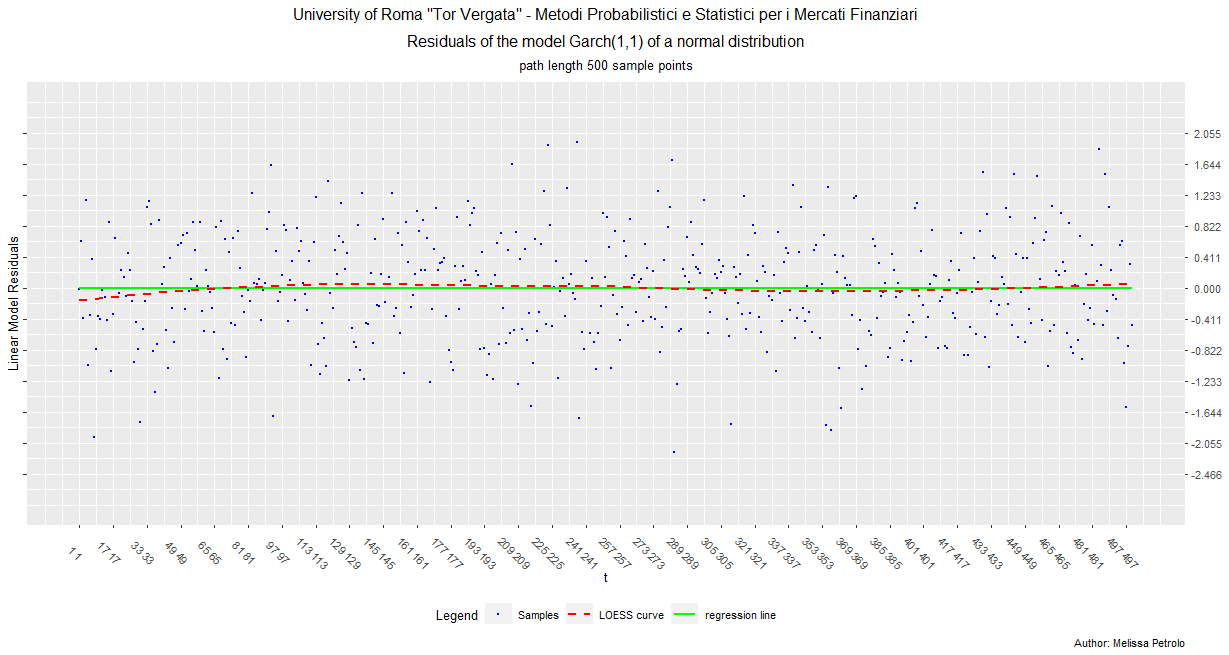 University of Roma "Tor Vergata" - Metodi Probabilistici e Statistici per i Mercati Finanziari
Residuals of the model Garch(1,1) of a normal distribution
path length 500 sample points
Linear Model Residuals
2.055
1.644
1.233
0.822
0.411
0.000
-0.411
-0.822
-1.233
-1.644
-2.055
-2.466
1 1 17 17 33 33 49 49 65 65 81 81 97 97 113 113 129 129 145 145 161 161 177 177 193 193 209 209 225 225 241 241 257 257 273 273 289 289 305 305 321 321 337 337 353 353 369 369 385 385 401 401 417 417 433 433 449 449 465 465 481 481 497 497
t
Legend Samples LOESS curve regression line
Author: Melissa Petrolo